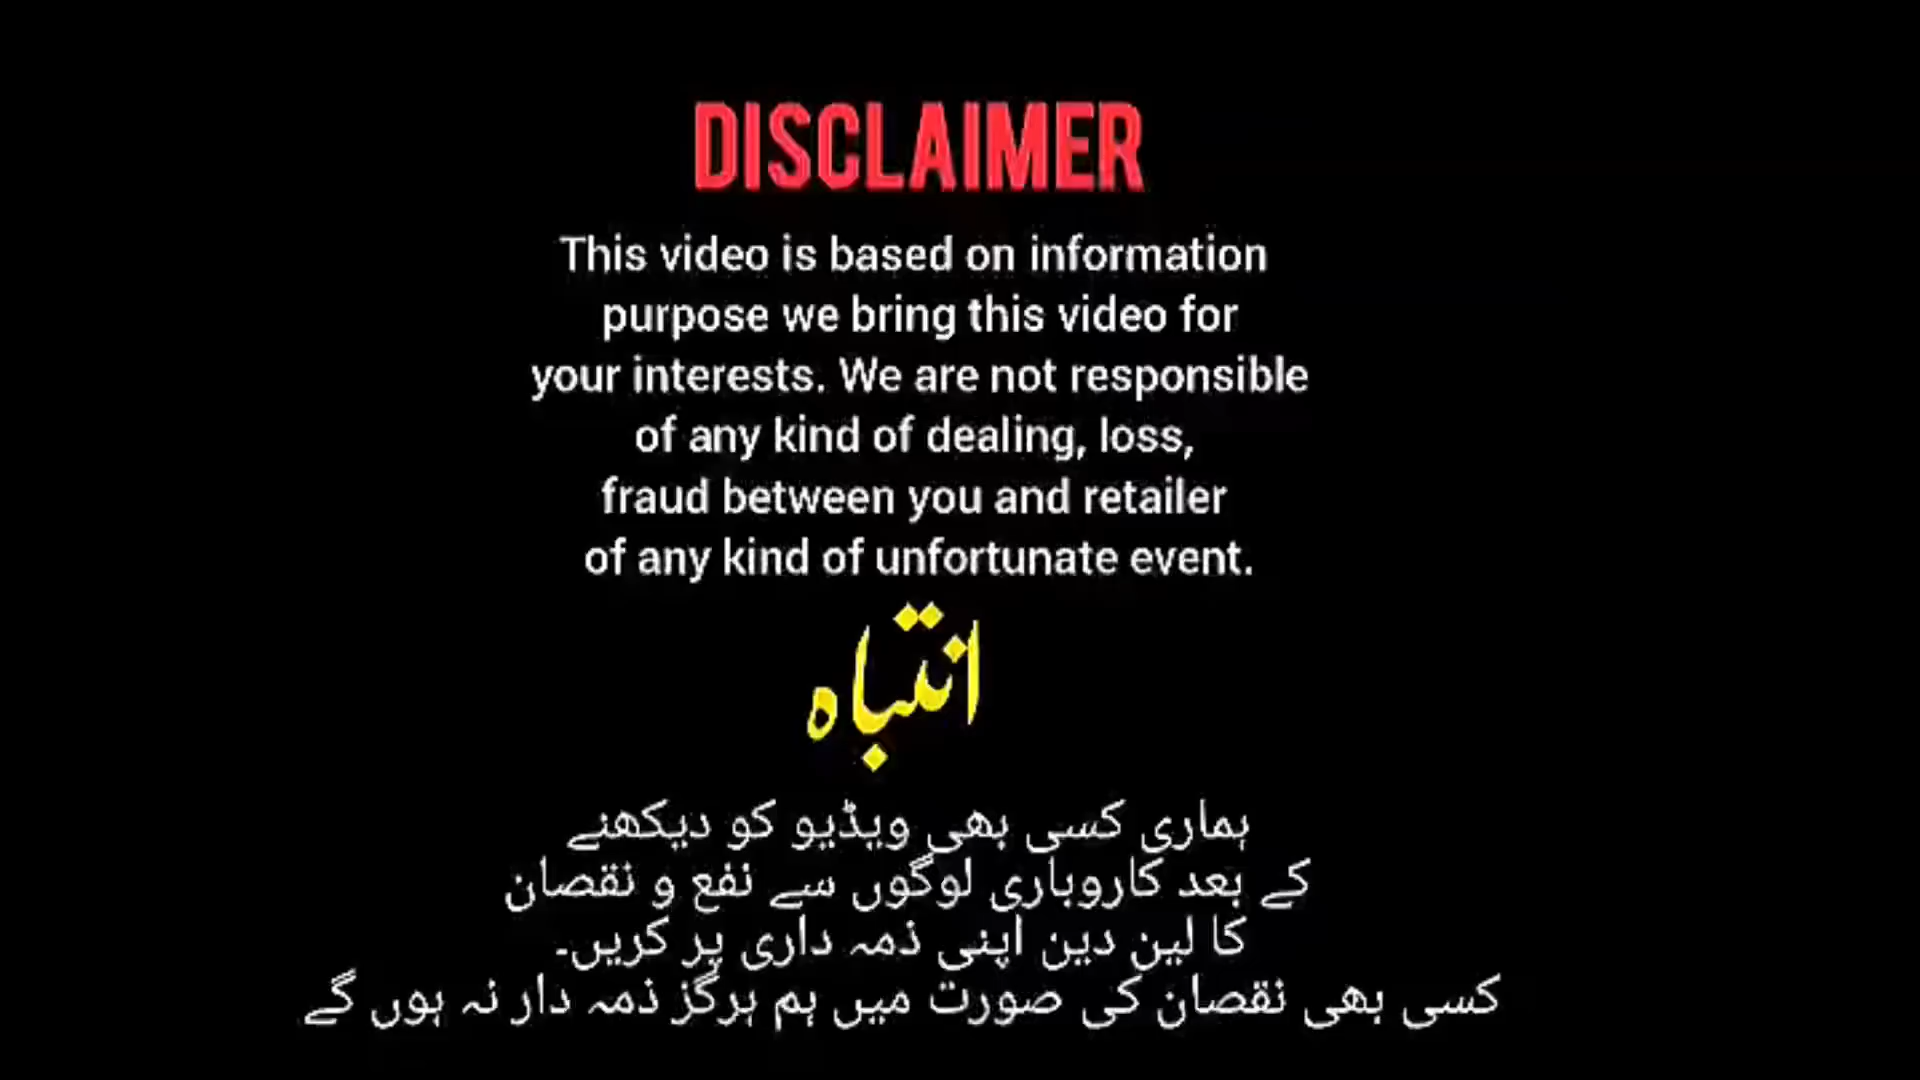 DISCLAIMER
This video is based on information
purpose we bring this video for
your interests. We are not responsible
of any kind of dealing, loss,
fraud between you and retailer
of any kind of unfortunate event.
انتباہ
ہماری کسی بھی ویڈیو کو دیکھنے
کے بعد کاروباری لوگوں سے نفع و نقصان
کا لین دین اپنی ذمہ داری پر کریں۔
کسی بھی نقصان کی صورت میں ہم ہرگز ذمہ دار نہ ہوں گے